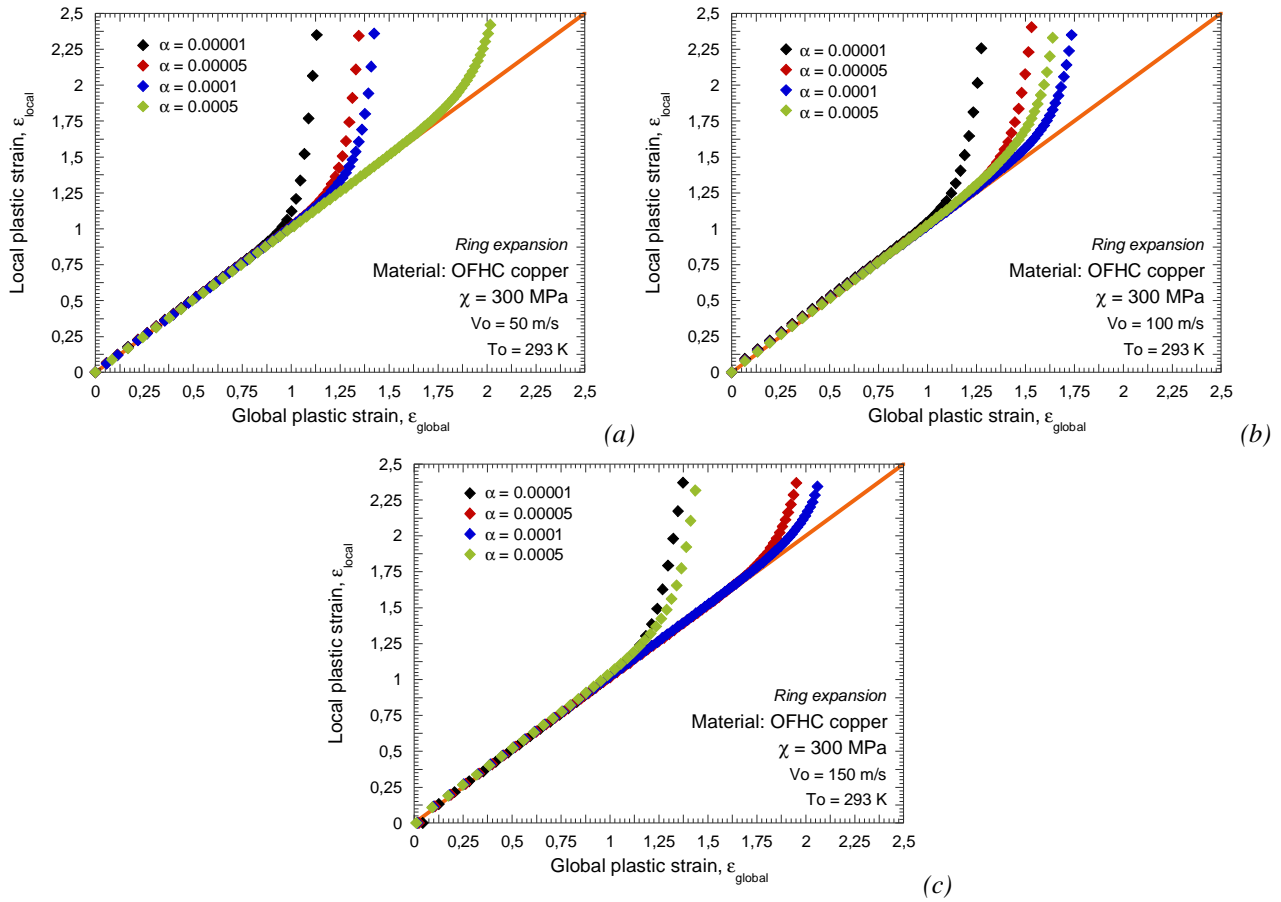 2,5
2,25
2
1,75
1,5
1,25
1
0,75
0,5
0,25
0
Local plastic strain, εlocal
α = 0.00001
α = 0.00005
α = 0.0001
α = 0.0005
Ring expansion
Material: OFHC copper
χ = 300 MPa
Vo = 50 m/s
To = 293 K
0 0,25 0,5 0,75 1 1,25 1,5 1,75 2 2,25 2,5
Global plastic strain, εglobal
(a)
2,5
2,25
2
1,75
1,5
1,25
1
0,75
0,5
0,25
0
Local plastic strain, εlocal
α = 0.00001
α = 0.00005
α = 0.0001
α = 0.0005
Ring expansion
Material: OFHC copper
χ = 300 MPa
Vo = 100 m/s
To = 293 K
0 0,25 0,5 0,75 1 1,25 1,5 1,75 2 2,25 2,5
Global plastic strain, εglobal
(b)
2,5
2,25
2
1,75
1,5
1,25
1
0,75
0,5
0,25
0
Local plastic strain, εlocal
α = 0.00001
α = 0.00005
α = 0.0001
α = 0.0005
Ring expansion
Material: OFHC copper
χ = 300 MPa
Vo = 150 m/s
To = 293 K
0 0,25 0,5 0,75 1 1,25 1,5 1,75 2 2,25 2,5
Global plastic strain, εglobal
(c)